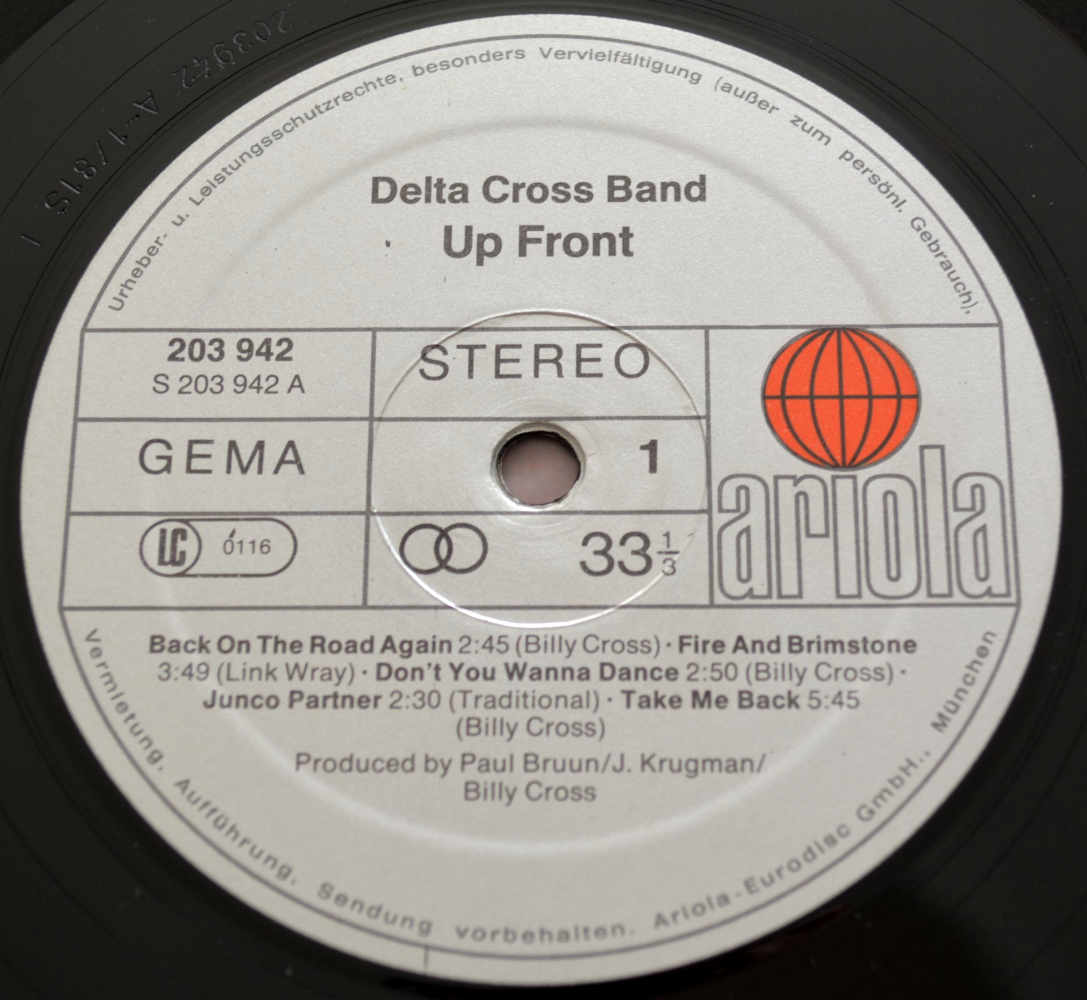 203942 A-1/81S
Urheber- u. Leistungsschutzrechte, besonders Vervielfältigung (außer zum persönl. Gebrauch),
Delta Cross Band
Up Front
203 942
S 203 942 A
STEREO
GEMA
1
LC 0116
33 1/3
ariola
Back On The Road Again 2:45 (Billy Cross) · Fire And Brimstone
3:49 (Link Wray) · Don't You Wanna Dance 2:50 (Billy Cross) ·
Junco Partner 2:30 (Traditional) · Take Me Back 5:45
(Billy Cross)
Produced by Paul Bruun/J. Krugman/
Billy Cross
Vermietung, Aufführung, Sendung vorbehalten. Ariola-Eurodisc GmbH., München